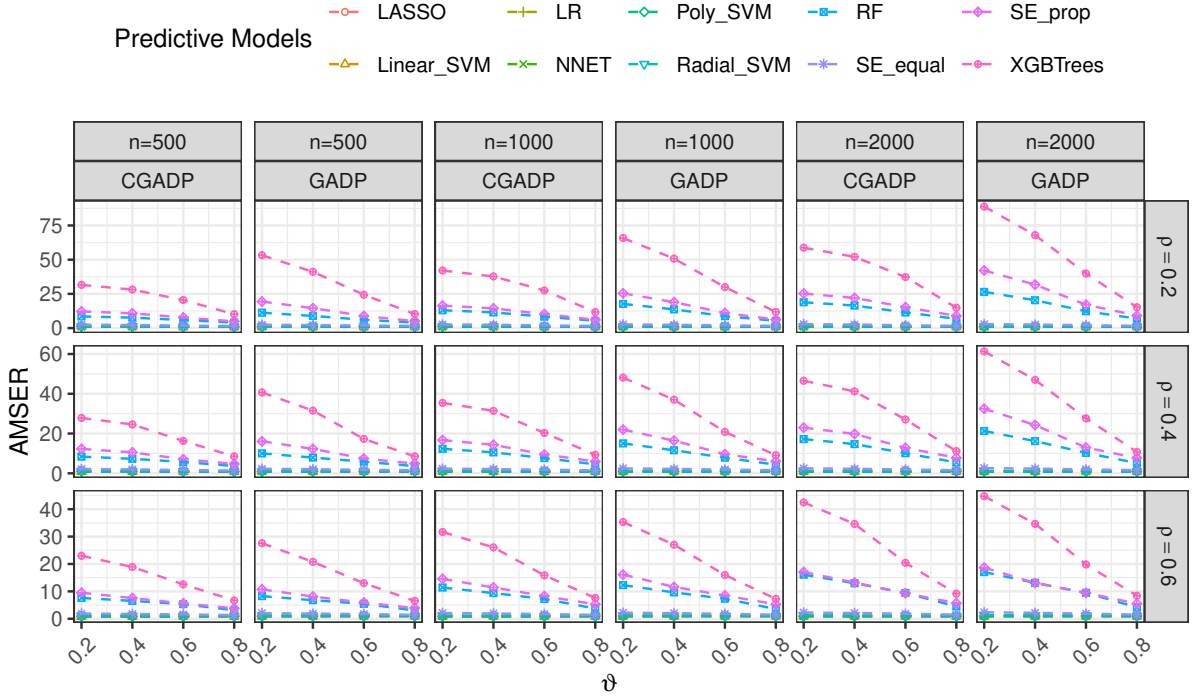 LASSO LR Poly_SVM RF SE_prop
Predictive Models
Linear_SVM NNET Radial_SVM SE_equal XGBTrees
n=500 n=500 n=1000 n=1000 n=2000 n=2000
CGADP GADP CGADP GADP CGADP GADP
75
50
25
0
ρ = 0.2
60
40
20
0
ρ = 0.4
40
30
20
10
0
ρ = 0.6
AMSER
0.2 0.4 0.6 0.8 0.2 0.4 0.6 0.8 0.2 0.4 0.6 0.8 0.2 0.4 0.6 0.8 0.2 0.4 0.6 0.8 0.2 0.4 0.6 0.8
ϑ